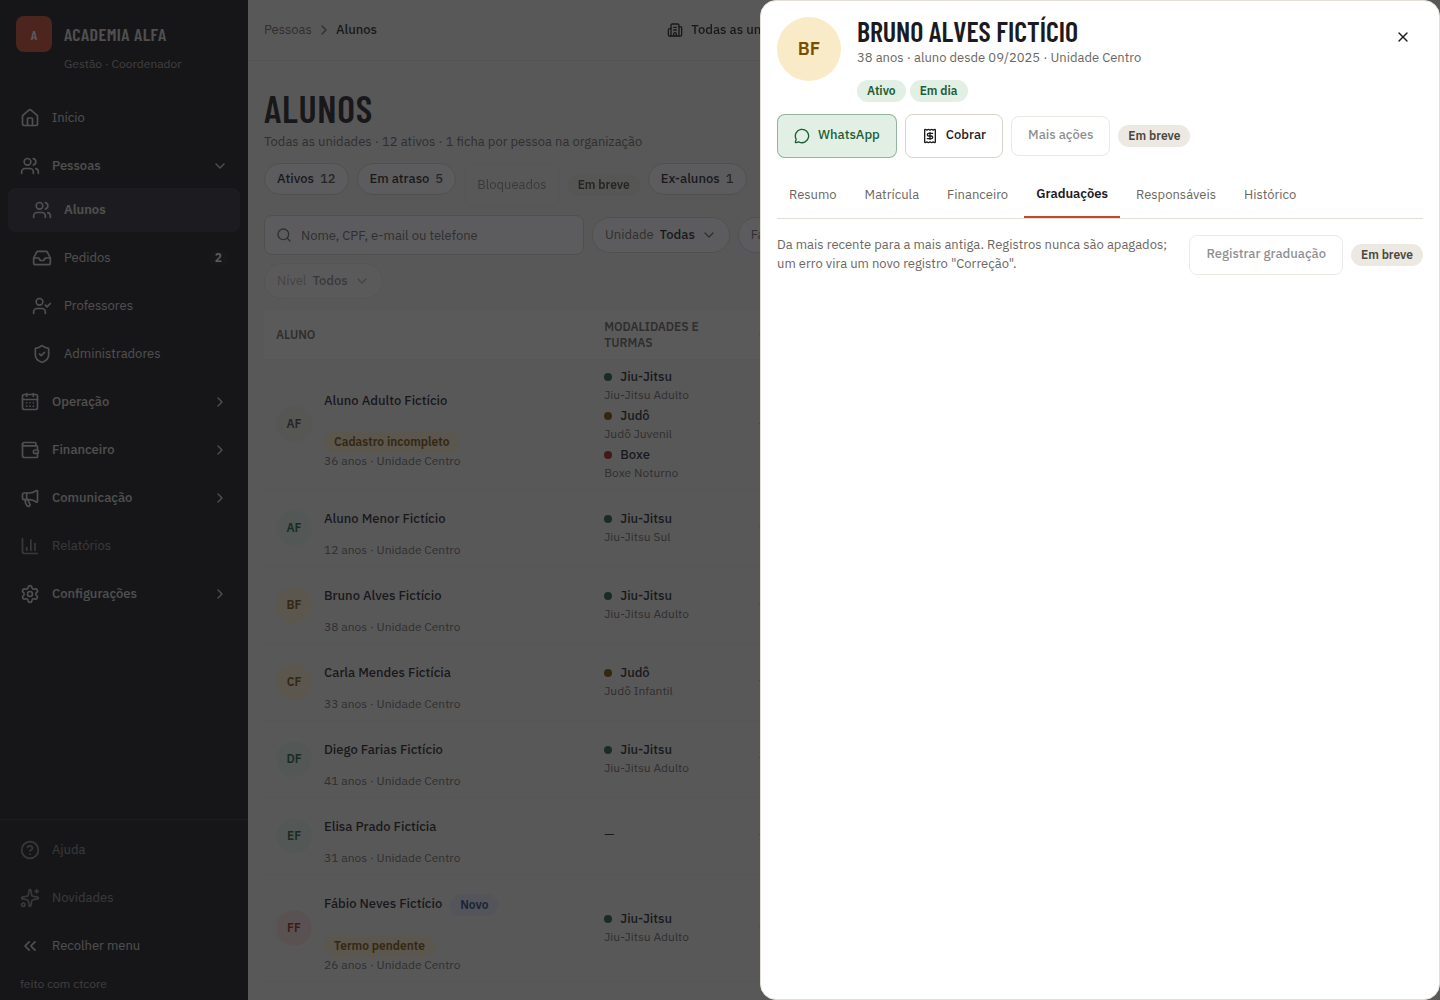 A
ACADEMIA ALFA
Gestão · Coordenador
Início
Pessoas
Alunos
Pedidos 2
Professores
Administradores
Operação
Financeiro
Comunicação
Relatórios
Configurações
Ajuda
Novidades
Recolher menu
feito com ctcore
Pessoas > Alunos
Todas as un
ALUNOS
Todas as unidades · 12 ativos · 1 ficha por pessoa na organização
Ativos 12 Em atraso 5 Bloqueados Em breve Ex-alunos 1
Nome, CPF, e-mail ou telefone Unidade Todas Fa
Nível Todos
ALUNO
MODALIDADES E
TURMAS
AF
Aluno Adulto Fictício
Cadastro incompleto
36 anos · Unidade Centro
Jiu-Jitsu
Jiu-Jitsu Adulto
Judô
Judô Juvenil
Boxe
Boxe Noturno
AF
Aluno Menor Fictício
12 anos · Unidade Centro
Jiu-Jitsu
Jiu-Jitsu Sul
BF
Bruno Alves Fictício
38 anos · Unidade Centro
Jiu-Jitsu
Jiu-Jitsu Adulto
CF
Carla Mendes Fictícia
33 anos · Unidade Centro
Judô
Judô Infantil
DF
Diego Farias Fictício
41 anos · Unidade Centro
Jiu-Jitsu
Jiu-Jitsu Adulto
EF
Elisa Prado Fictícia
31 anos · Unidade Centro
—
FF
Fábio Neves Fictício Novo
Termo pendente
26 anos · Unidade Centro
Jiu-Jitsu
Jiu-Jitsu Adulto
BF
BRUNO ALVES FICTÍCIO
38 anos · aluno desde 09/2025 · Unidade Centro
Ativo Em dia
WhatsApp Cobrar Mais ações Em breve
Resumo Matrícula Financeiro Graduações Responsáveis Histórico
Da mais recente para a mais antiga. Registros nunca são apagados;
um erro vira um novo registro "Correção".
Registrar graduação Em breve